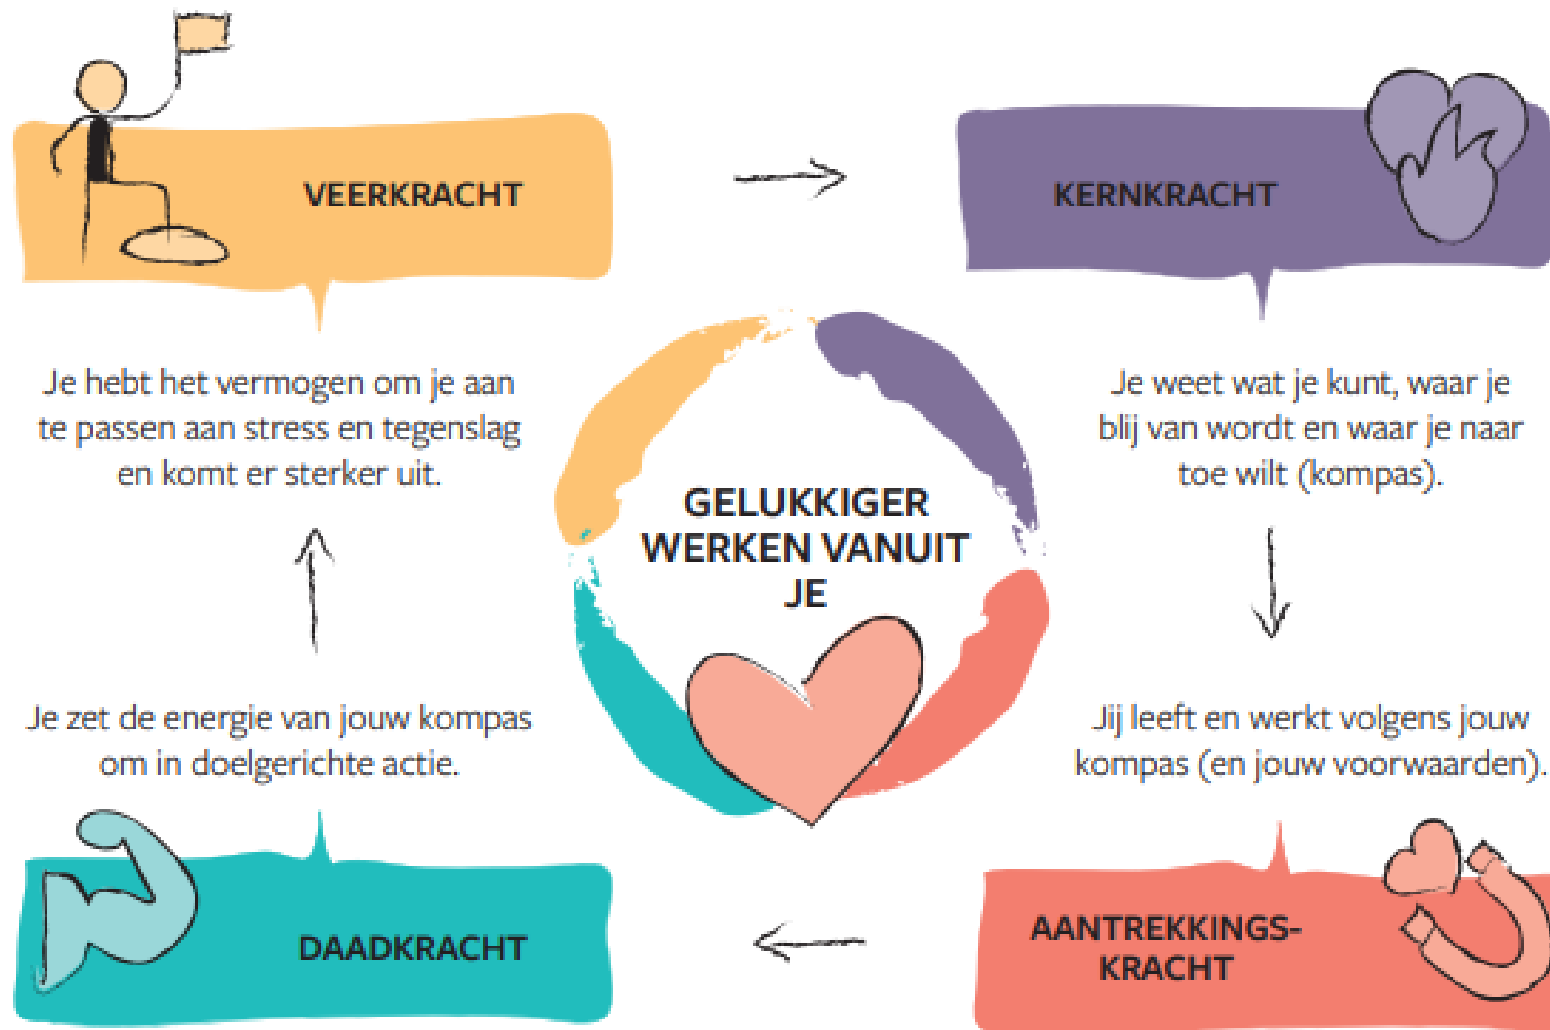 VEERKRACHT
KERNKRACHT
Je hebt het vermogen om je aan
te passen aan stress en tegenslag
en komt er sterker uit.
Je weet wat je kunt, waar je
blij van wordt en waar je naar
toe wilt (kompas).
GELUKKIGER
WERKEN VANUIT
JE
Je zet de energie van jouw kompas
om in doelgerichte actie.
Jij leeft en werkt volgens jouw
kompas (en jouw voorwaarden).
DAADKRACHT
AANTREKKINGS-
KRACHT